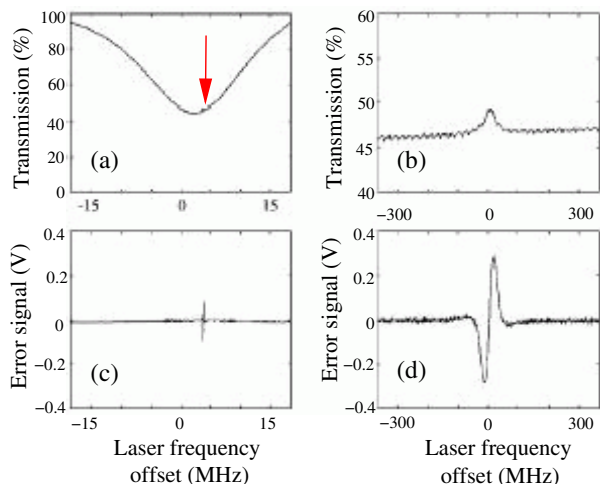 Transmission (%)
100
80
60
40
20
0
(a)
-15
0
15
Transmission (%)
60
55
50
45
40
(b)
−300
0
300
Error signal (V)
0.4
0.2
0
−0.2
−0.4
(c)
−15
0
15
Laser frequency
offset (MHz)
Error signal (V)
0.4
0.2
0
−0.2
−0.4
(d)
−300
0
300
Laser frequency
offset (MHz)